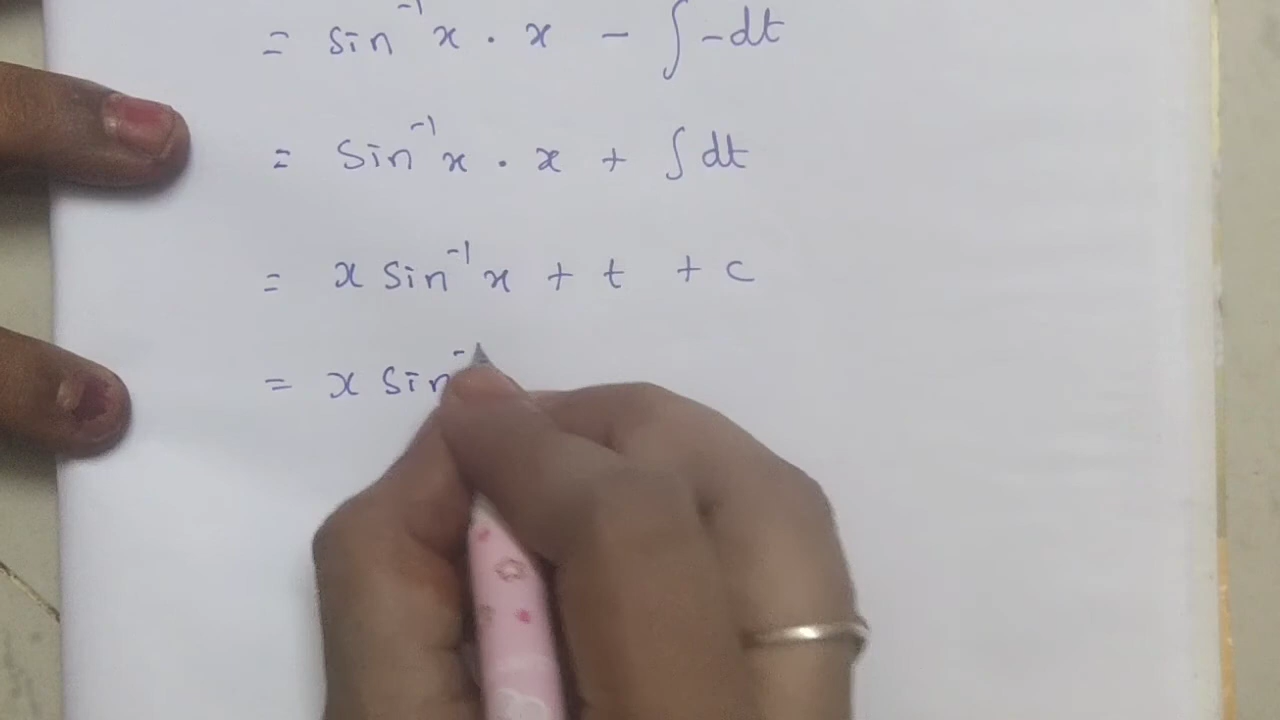 = sin⁻¹x · x - ∫-dt
= sin⁻¹x · x + ∫dt
= x sin⁻¹x + t + c
= x sin⁻